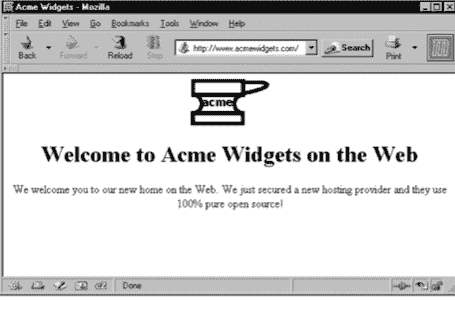 Acme Widgets - Mozilla
File Edit View Go Bookmarks Tools Window Help
Back Forward Reload Stop http://www.acmewidgets.com/ Search Print
acme
Welcome to Acme Widgets on the Web
We welcome you to our new home on the Web. We just secured a new hosting provider and they use
100% pure open source!
Done